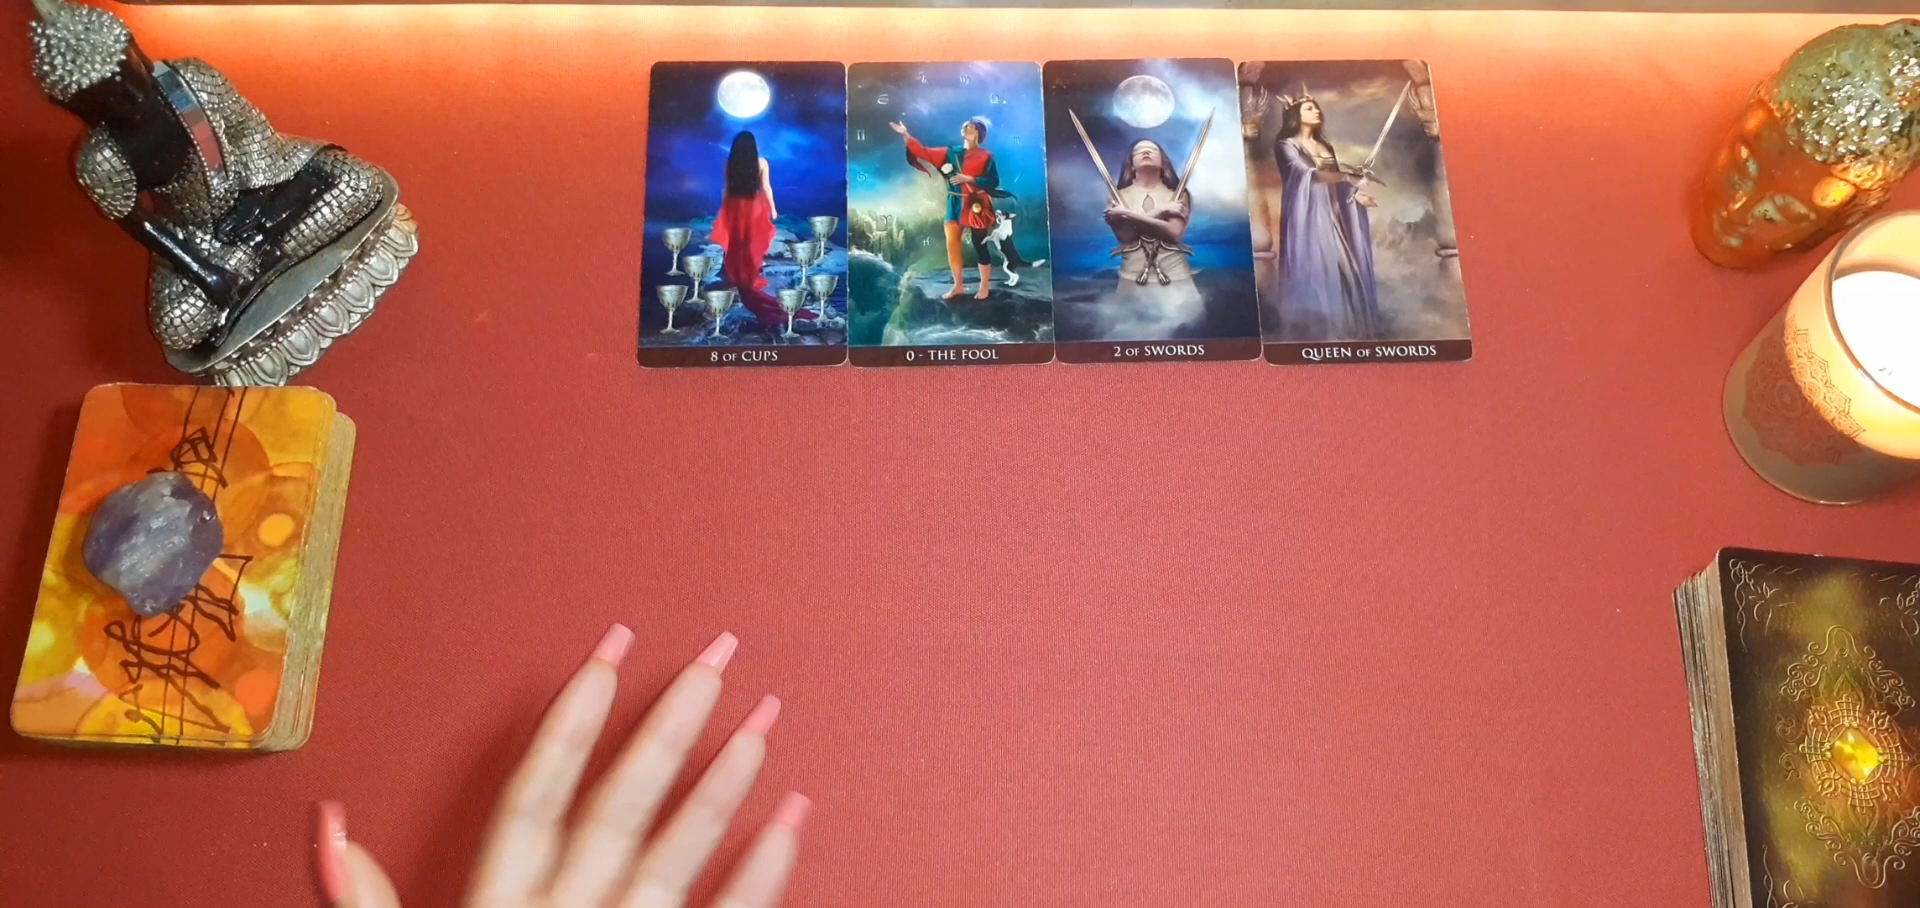 8 OF CUPS
0 - THE FOOL
2 OF SWORDS
QUEEN OF SWORDS